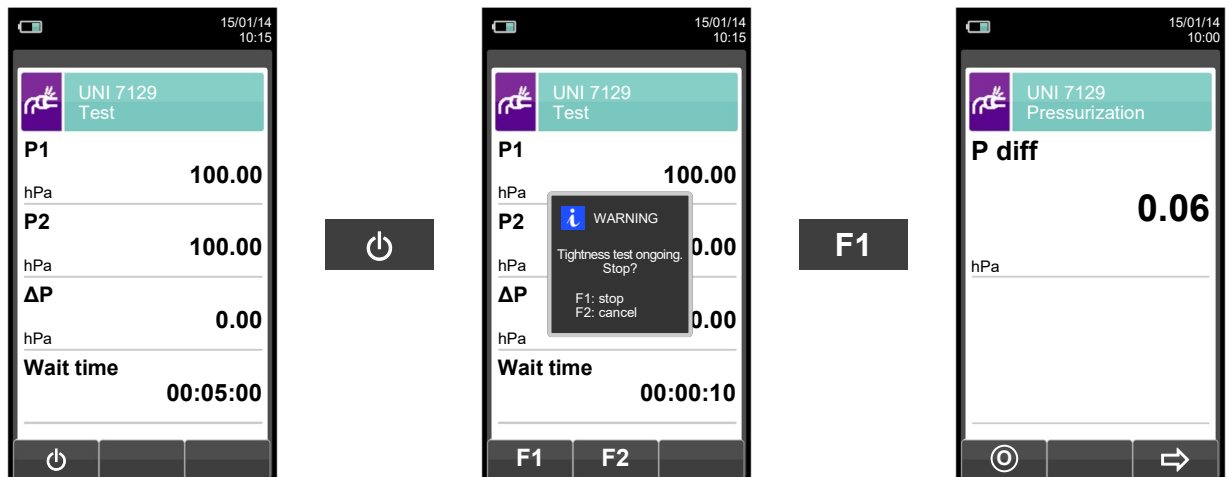 15/01/14
10:15
UNI 7129
Test
P1
100.00
hPa
P2
100.00
hPa
ΔP
0.00
hPa
Wait time
00:05:00
15/01/14
10:15
UNI 7129
Test
P1
100.00
hPa
P2
0.00
hPa
ΔP
0.00
hPa
Wait time
00:00:10
i WARNING
Tightness test ongoing.
Stop?
F1: stop
F2: cancel
F1 F2
F1
15/01/14
10:00
UNI 7129
Pressurization
P diff
0.06
hPa